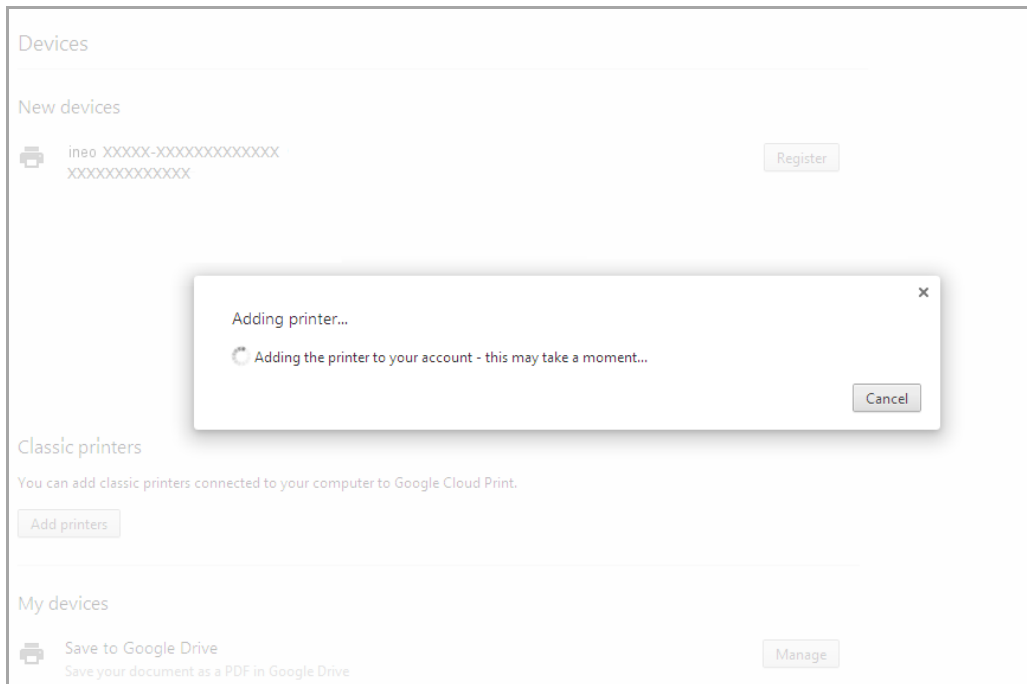 Devices
New devices
ineo XXXXX-XXXXXXXXXXXXX
XXXXXXXXXXXXX
Register
Adding printer...
Adding the printer to your account - this may take a moment...
Cancel
Classic printers
You can add classic printers connected to your computer to Google Cloud Print.
Add printers
My devices
Save to Google Drive
Save your document as a PDF in Google Drive
Manage